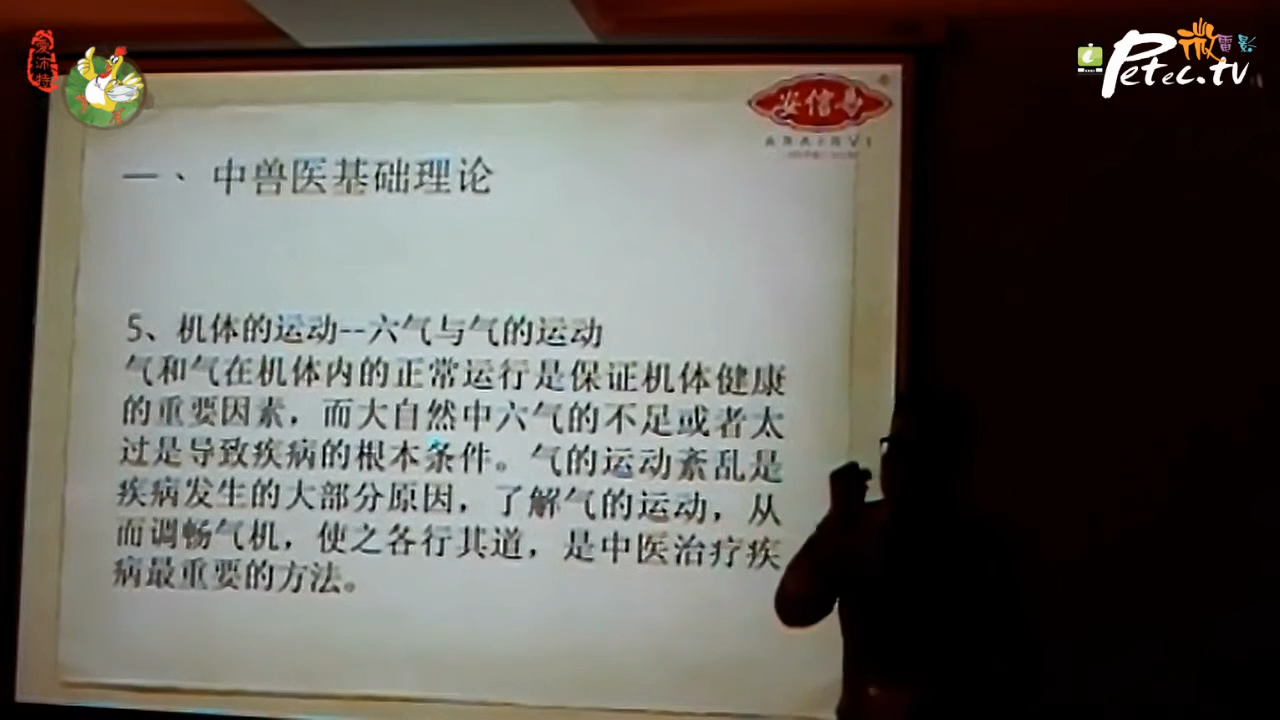 爱沐特
微電影
Petec.tv
安信
®
一、中兽医基础理论
5、机体的运动--六气与气的运动
气和气在机体内的正常运行是保证机体健康
的重要因素，而大自然中六气的不足或者太
过是导致疾病的根本条件。气的运动紊乱是
疾病发生的大部分原因，了解气的运动，从
而调畅气机，使之各行其道，是中医治疗疾
病最重要的方法。